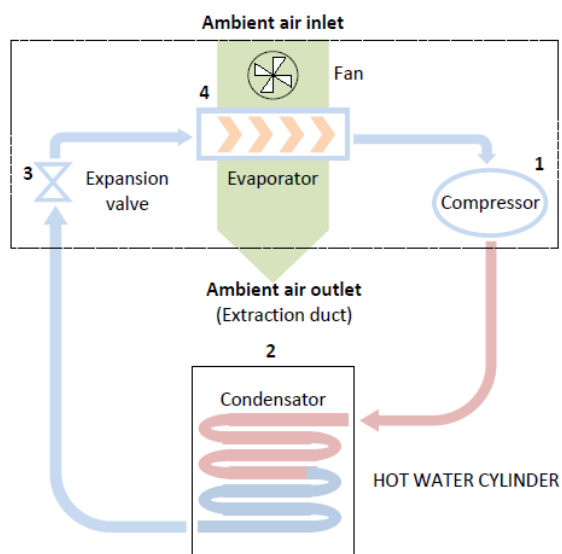 Ambient air inlet
Fan
4
3
Expansion
valve
Evaporator
1
Compressor
Ambient air outlet
(Extraction duct)
2
Condensator
HOT WATER CYLINDER